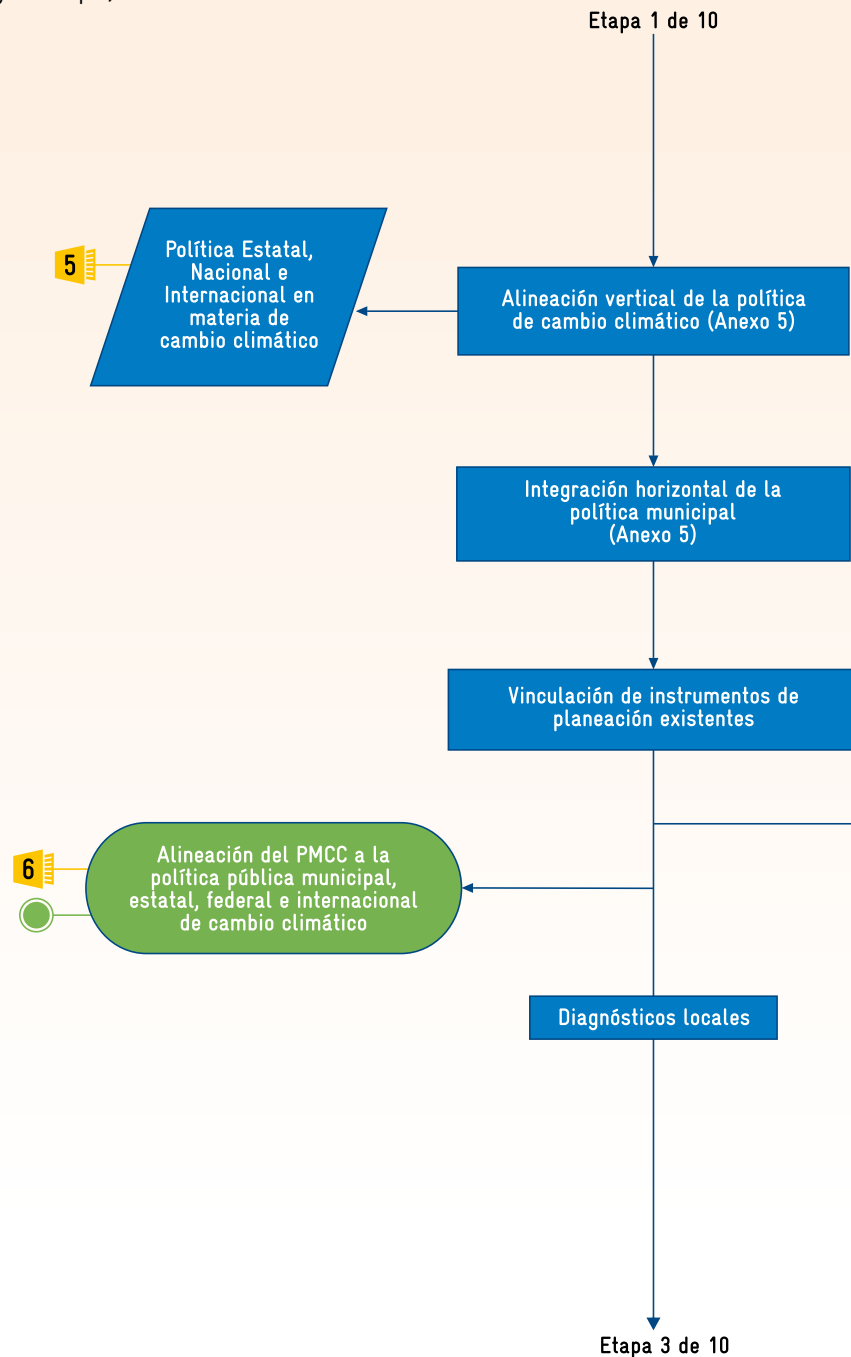 Etapa 1 de 10
5
Política Estatal,
Nacional e
Internacional en
materia de
cambio climático
Alineación vertical de la política
de cambio climático (Anexo 5)
Integración horizontal de la
política municipal
(Anexo 5)
Vinculación de instrumentos de
planeación existentes
6
Alineación del PMCC a la
política pública municipal,
estatal, federal e internacional
de cambio climático
Diagnósticos locales
Etapa 3 de 10